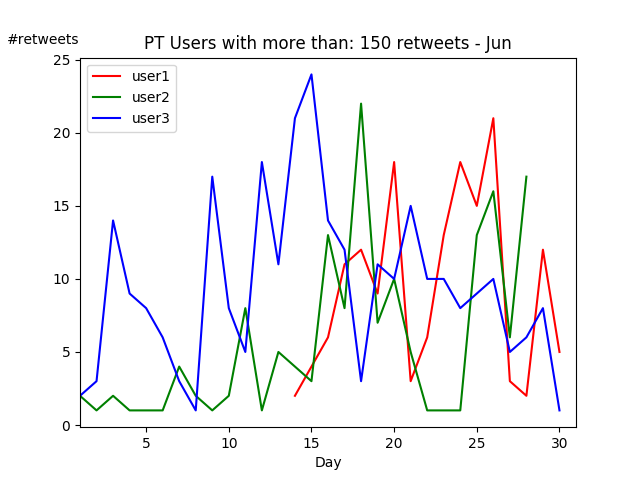 #retweets
PT Users with more than: 150 retweets - Jun
25
20
15
10
5
0
user1
user2
user3
5 10 15 20 25 30
Day